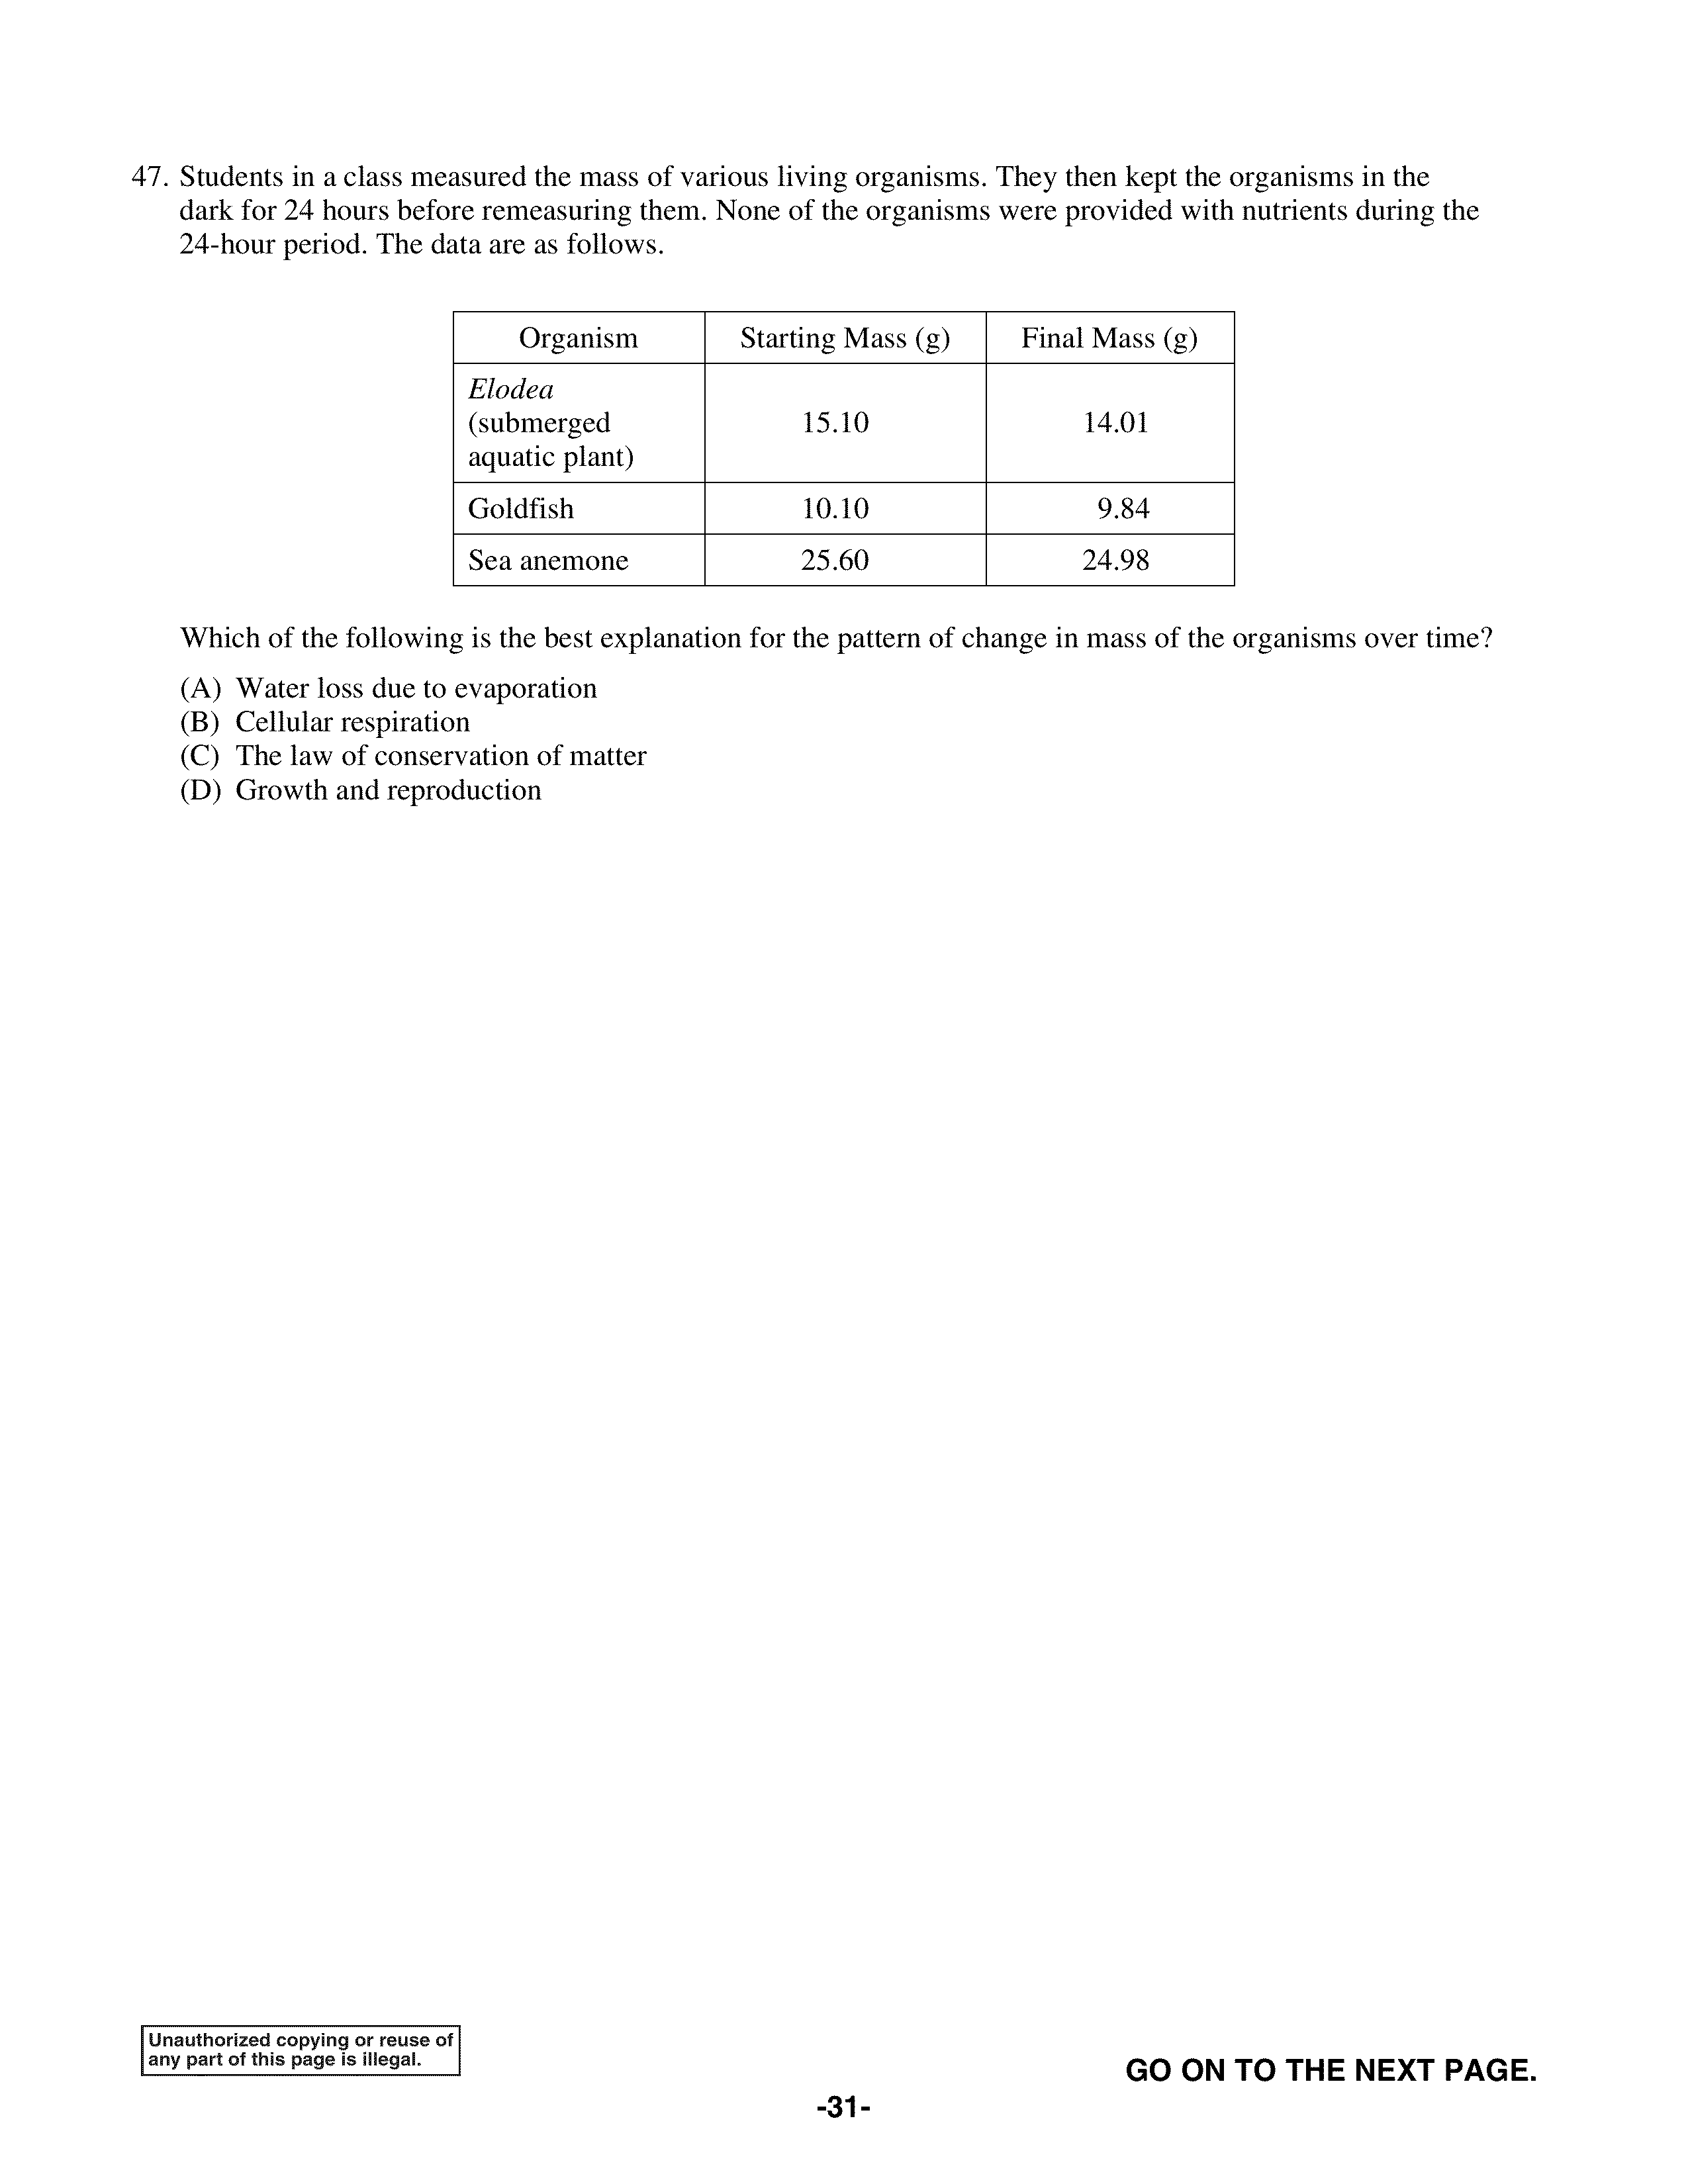 47. Students in a class measured the mass of various living organisms. They then kept the organisms in the
dark for 24 hours before remeasuring them. None of the organisms were provided with nutrients during the
24-hour period. The data are as follows.
Organism Starting Mass (g) Final Mass (g)
Elodea
(submerged
aquatic plant) 15.10 14.01
Goldfish 10.10 9.84
Sea anemone 25.60 24.98
Which of the following is the best explanation for the pattern of change in mass of the organisms over time?
(A) Water loss due to evaporation
(B) Cellular respiration
(C) The law of conservation of matter
(D) Growth and reproduction
Unauthorized copying or reuse of
any part of this page is illegal.
GO ON TO THE NEXT PAGE.
-31-